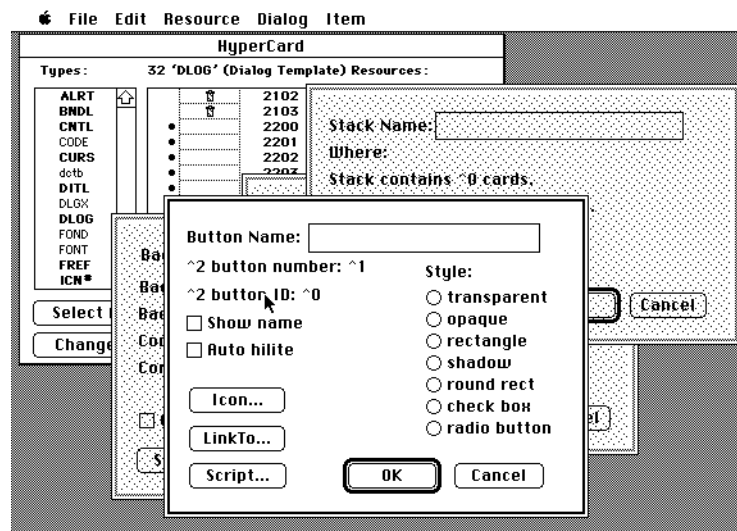 File Edit Resource Dialog Item
HyperCard
Types: 32 'DLOG' (Dialog Template) Resources:
ALRT
BNDL
CNTL
CODE
CURS
dctb
DITL
DLGX
DLOG
FOND
FONT
FREF
ICN#
2102
2103
2200
2201
2202
2203
Select
Change
Stack Name:
Where:
Stack contains ^0 cards.
Cancel
Button Name:
^2 button number: ^1
^2 button ID: ^0
Show name
Auto hilite
Icon...
LinkTo...
Script...
Style:
transparent
opaque
rectangle
shadow
round rect
check box
radio button
OK
Cancel